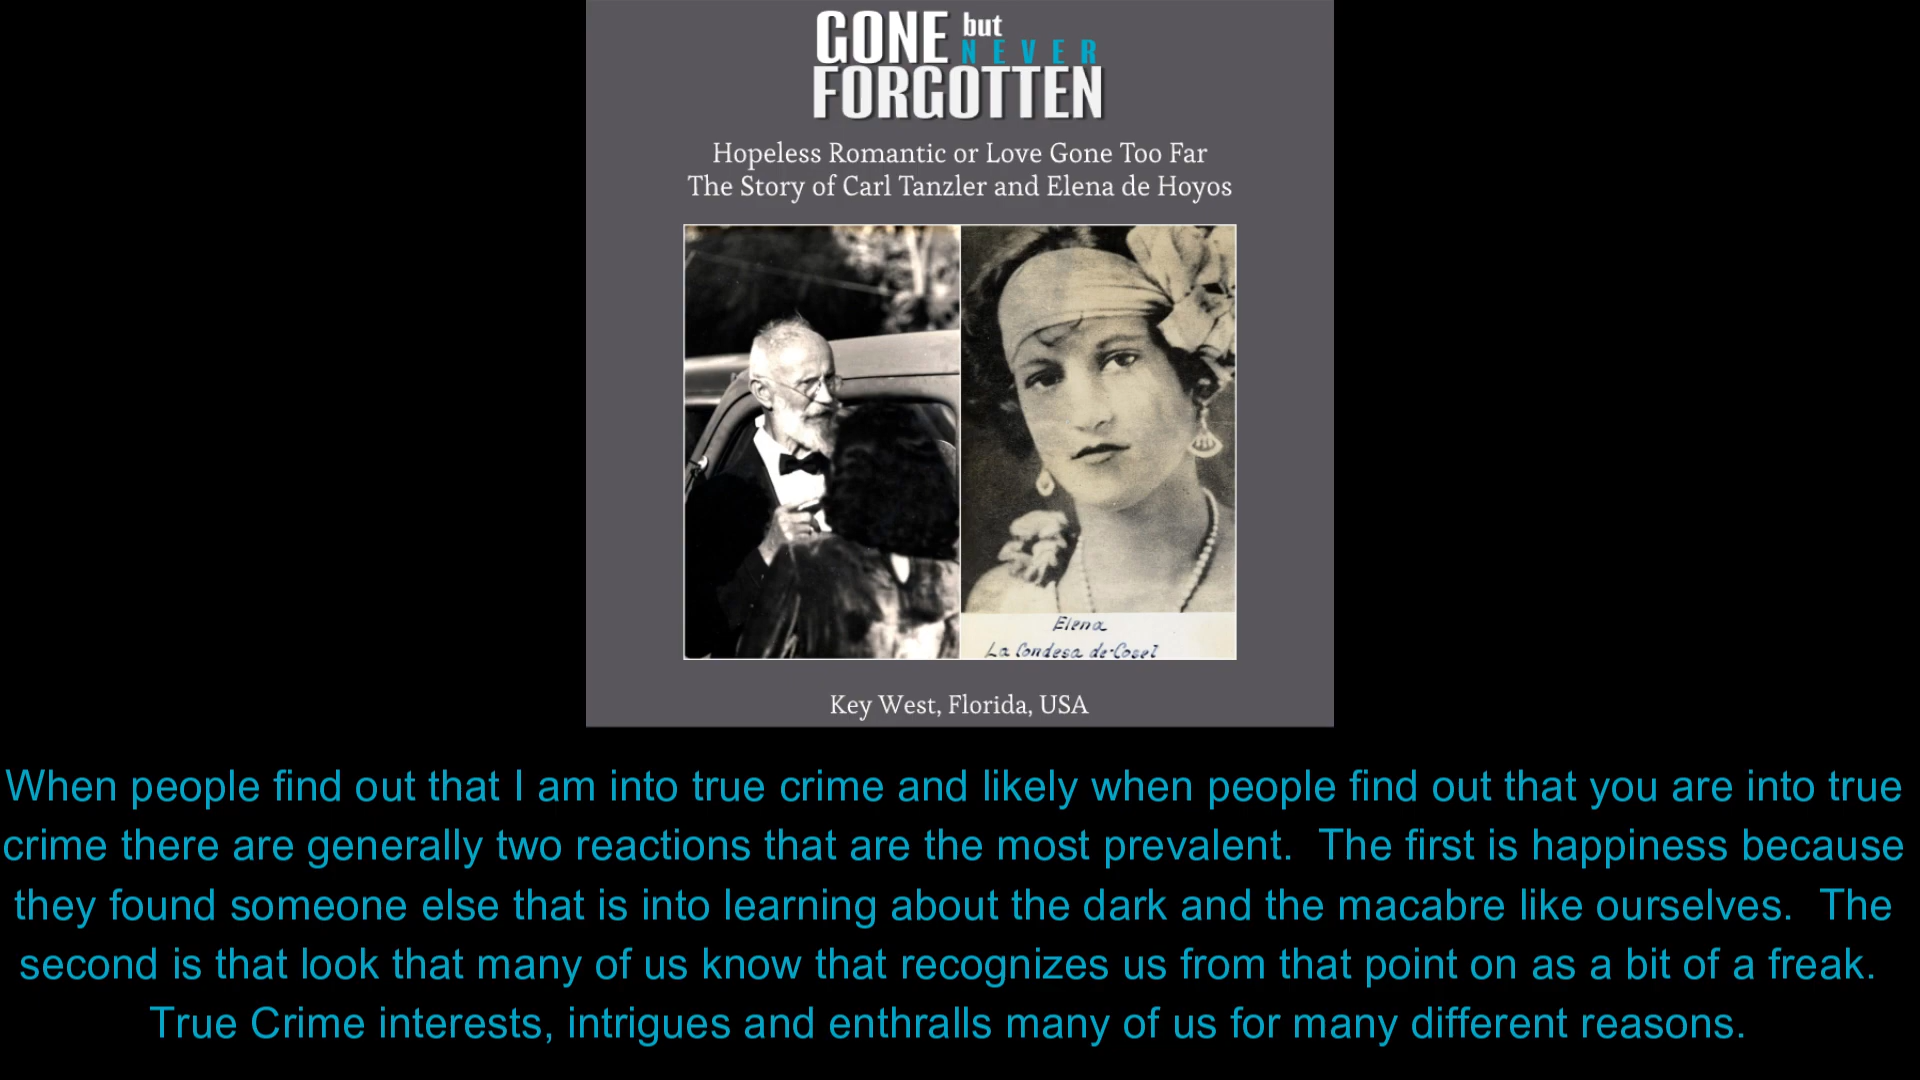 GONE but
NEVER
FORGOTTEN
Hopeless Romantic or Love Gone Too Far
The Story of Carl Tanzler and Elena de Hoyos
Elena
La Condesa de Cosel
Key West, Florida, USA
When people find out that I am into true crime and likely when people find out that you are into true
crime there are generally two reactions that are the most prevalent.  The first is happiness because
they found someone else that is into learning about the dark and the macabre like ourselves.  The
second is that look that many of us know that recognizes us from that point on as a bit of a freak.
True Crime interests, intrigues and enthralls many of us for many different reasons.